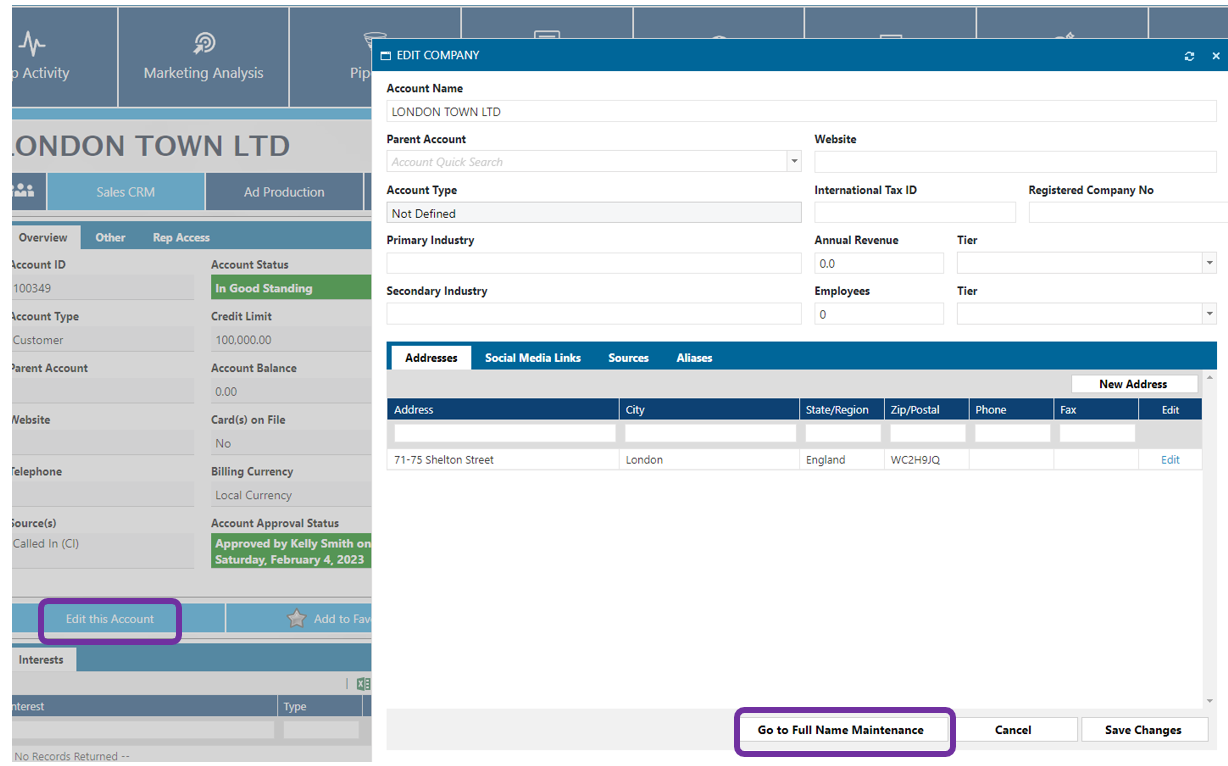 p Activity
Marketing Analysis
Pip
EDIT COMPANY
LONDON TOWN LTD
Sales CRM
Ad Production
Overview
Other
Rep Access
Account ID
Account Status
100349
In Good Standing
Account Type
Credit Limit
Customer
100,000.00
Parent Account
Account Balance
0.00
Website
Card(s) on File
No
Telephone
Billing Currency
Local Currency
Source(s)
Account Approval Status
Called In (CI)
Approved by Kelly Smith on
Saturday, February 4, 2023
Edit this Account
Add to Fav
Interests
nterest
Type
No Records Returned --
Account Name
LONDON TOWN LTD
Parent Account
Website
Account Quick Search
Account Type
International Tax ID
Registered Company No
Not Defined
Primary Industry
Annual Revenue
Tier
0.0
Secondary Industry
Employees
Tier
0
Addresses
Social Media Links
Sources
Aliases
New Address
Address
City
State/Region
Zip/Postal
Phone
Fax
Edit
71-75 Shelton Street
London
England
WC2H9JQ
Edit
Go to Full Name Maintenance
Cancel
Save Changes